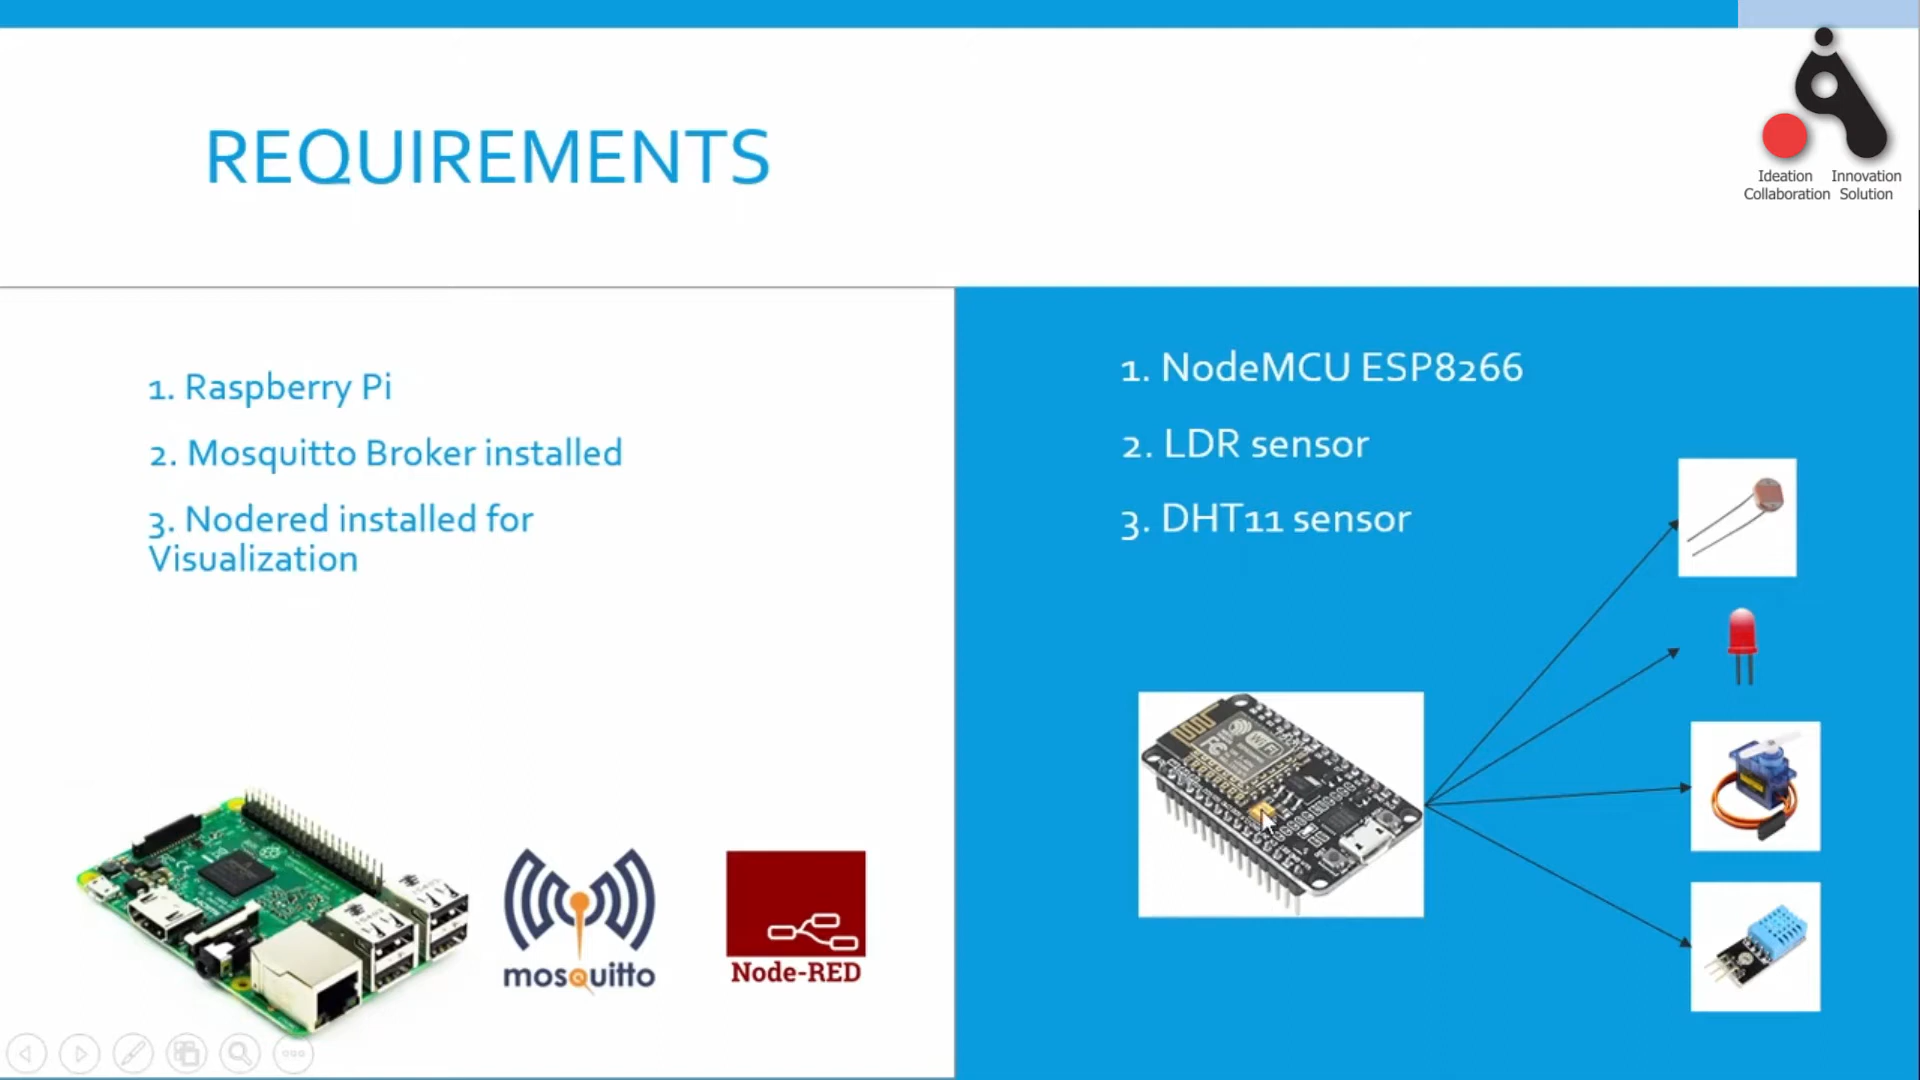 REQUIREMENTS
Ideation Innovation
Collaboration Solution
1. Raspberry Pi
2. Mosquitto Broker installed
3. Nodered installed for
Visualization
mosquitto
Node-RED
1. NodeMCU ESP8266
2. LDR sensor
3. DHT11 sensor